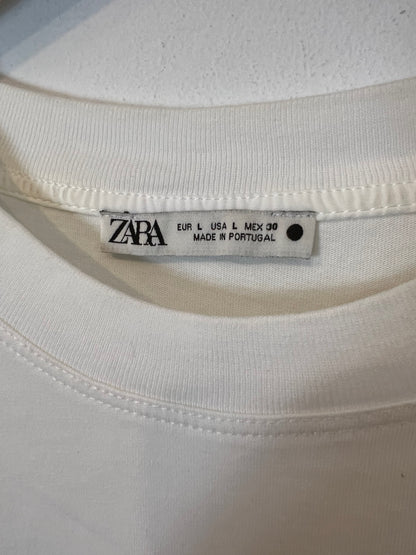 ZARA
EUR L USA L MEX 30
MADE IN PORTUGAL